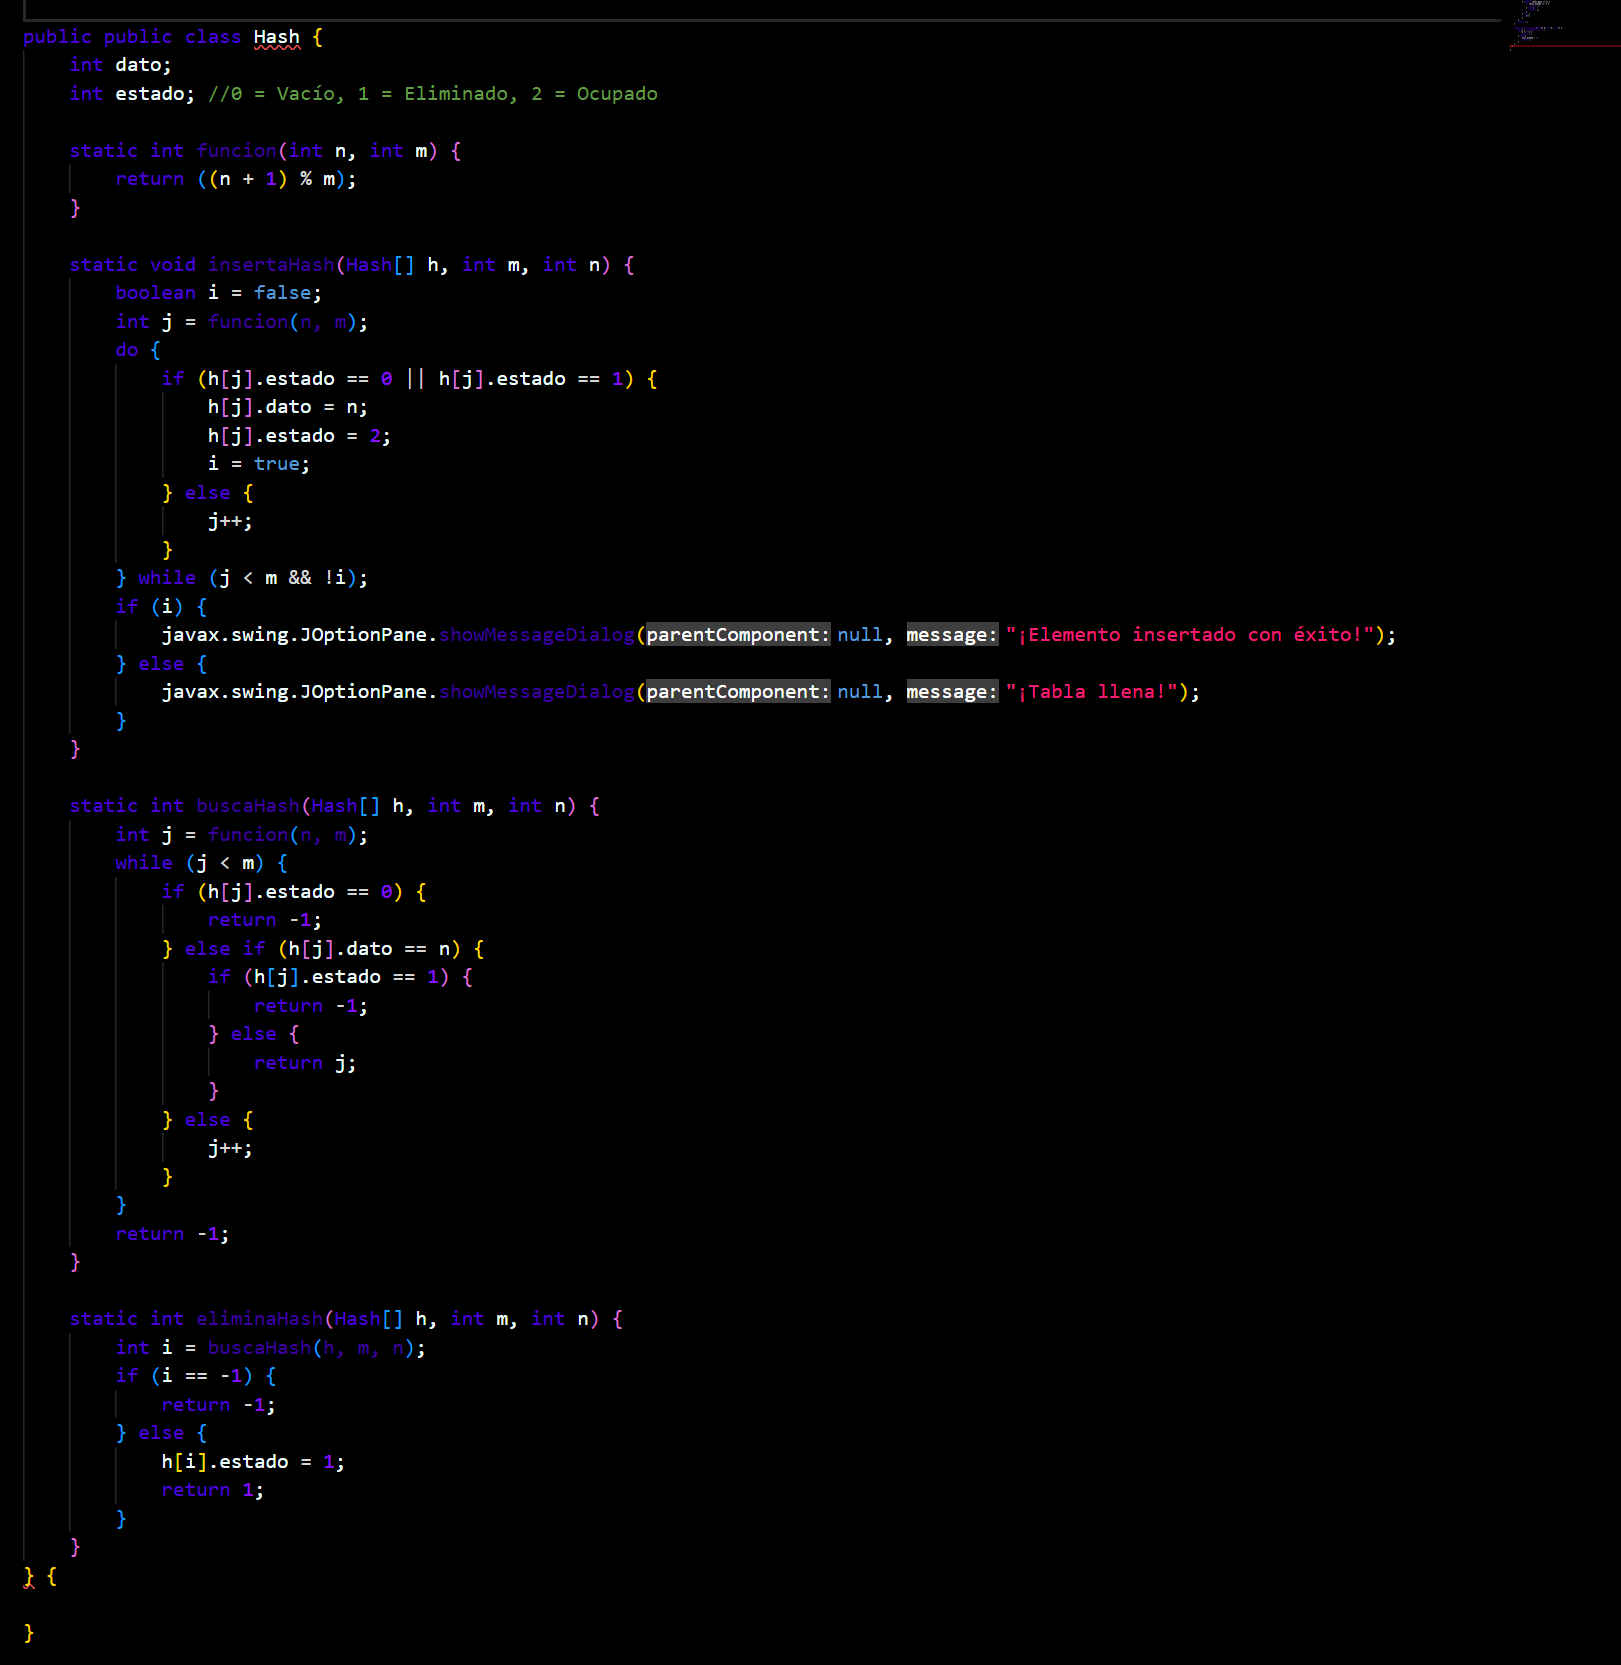 public public class Hash {
    int dato;
    int estado; //0 = Vacío, 1 = Eliminado, 2 = Ocupado

    static int funcion(int n, int m) {
        return ((n + 1) % m);
    }

    static void insertaHash(Hash[] h, int m, int n) {
        boolean i = false;
        int j = funcion(n, m);
        do {
            if (h[j].estado == 0 || h[j].estado == 1) {
                h[j].dato = n;
                h[j].estado = 2;
                i = true;
            } else {
                j++;
            }
        } while (j < m && !i);
        if (i) {
            javax.swing.JOptionPane.showMessageDialog(parentComponent: null, message: "¡Elemento insertado con éxito!");
        } else {
            javax.swing.JOptionPane.showMessageDialog(parentComponent: null, message: "¡Tabla llena!");
        }
    }

    static int buscaHash(Hash[] h, int m, int n) {
        int j = funcion(n, m);
        while (j < m) {
            if (h[j].estado == 0) {
                return -1;
            } else if (h[j].dato == n) {
                if (h[j].estado == 1) {
                    return -1;
                } else {
                    return j;
                }
            } else {
                j++;
            }
        }
        return -1;
    }

    static int eliminaHash(Hash[] h, int m, int n) {
        int i = buscaHash(h, m, n);
        if (i == -1) {
            return -1;
        } else {
            h[i].estado = 1;
            return 1;
        }
    }
} {

}